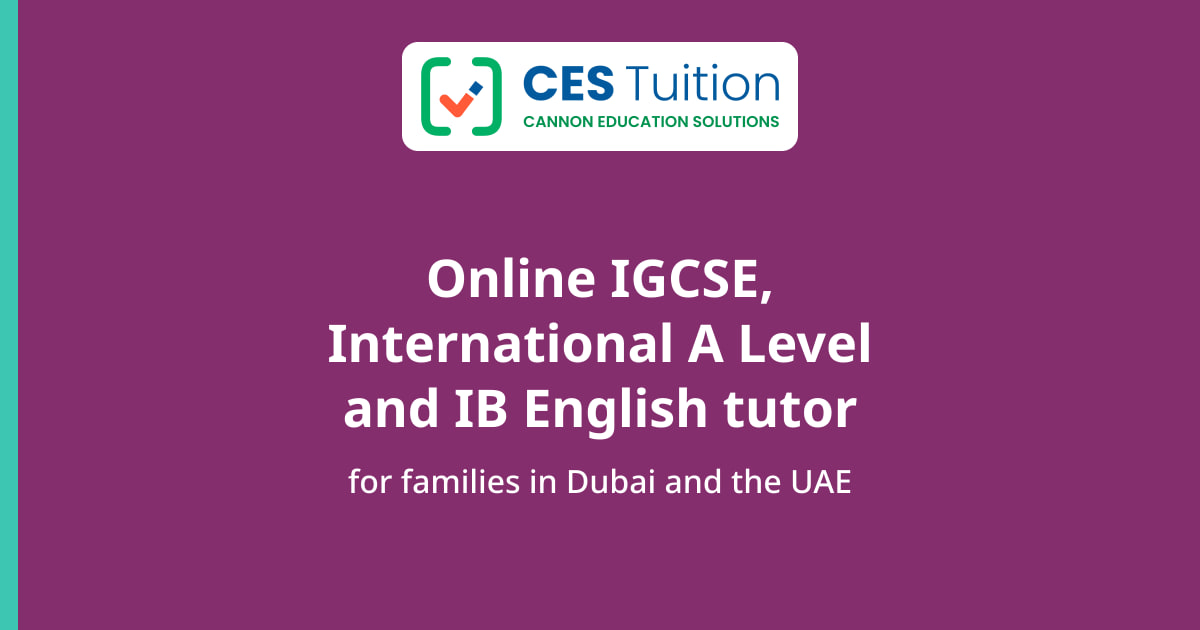 CES Tuition
CANNON EDUCATION SOLUTIONS
Online IGCSE,
International A Level
and IB English tutor
for families in Dubai and the UAE